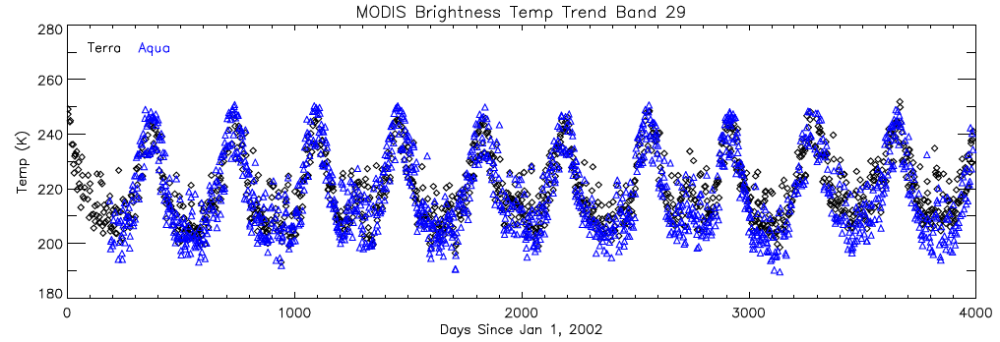 MODIS Brightness Temp Trend Band 29
280
Terra Aqua
260
240
Temp (K)
220
200
180
0 1000 2000 3000 4000
Days Since Jan 1, 2002